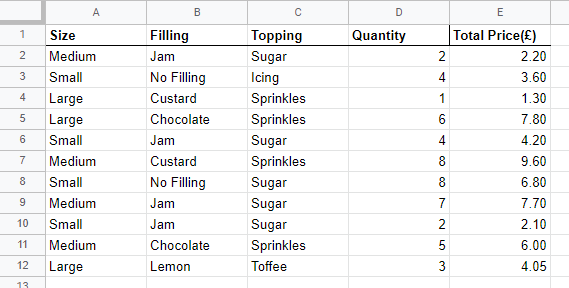 A B C D E
1 Size Filling Topping Quantity Total Price(£)
2 Medium Jam Sugar 2 2.20
3 Small No Filling Icing 4 3.60
4 Large Custard Sprinkles 1 1.30
5 Large Chocolate Sprinkles 6 7.80
6 Small Jam Sugar 4 4.20
7 Medium Custard Sprinkles 8 9.60
8 Small No Filling Sugar 8 6.80
9 Medium Jam Sugar 7 7.70
10 Small Jam Sugar 2 2.10
11 Medium Chocolate Sprinkles 5 6.00
12 Large Lemon Toffee 3 4.05
13